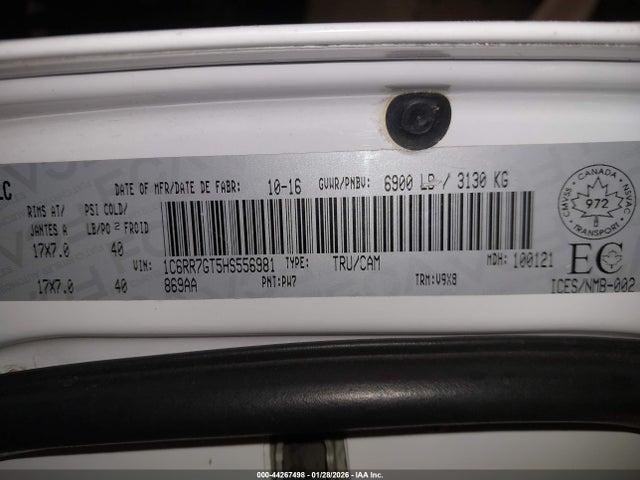 LC
DATE OF MFR/DATE DE FABR: 10-16 GVWR/PNBV: 6900 LB / 3130 KG
RIMS AT/ PSI COLD/
JANTES A LB/PO 2 FROID
17X7.0 40
VIN: 1C6RR7GT5HS556981 TYPE: TRU/CAM MDH: 100121
17X7.0 40 869AA PNT:PW7 TRM:V9X8
CANADA
CMVSS NSVAC
972
TRANSPORT
EC
ICES/NMB-002
000-44267498 | 01/28/2026 - IAA Inc.